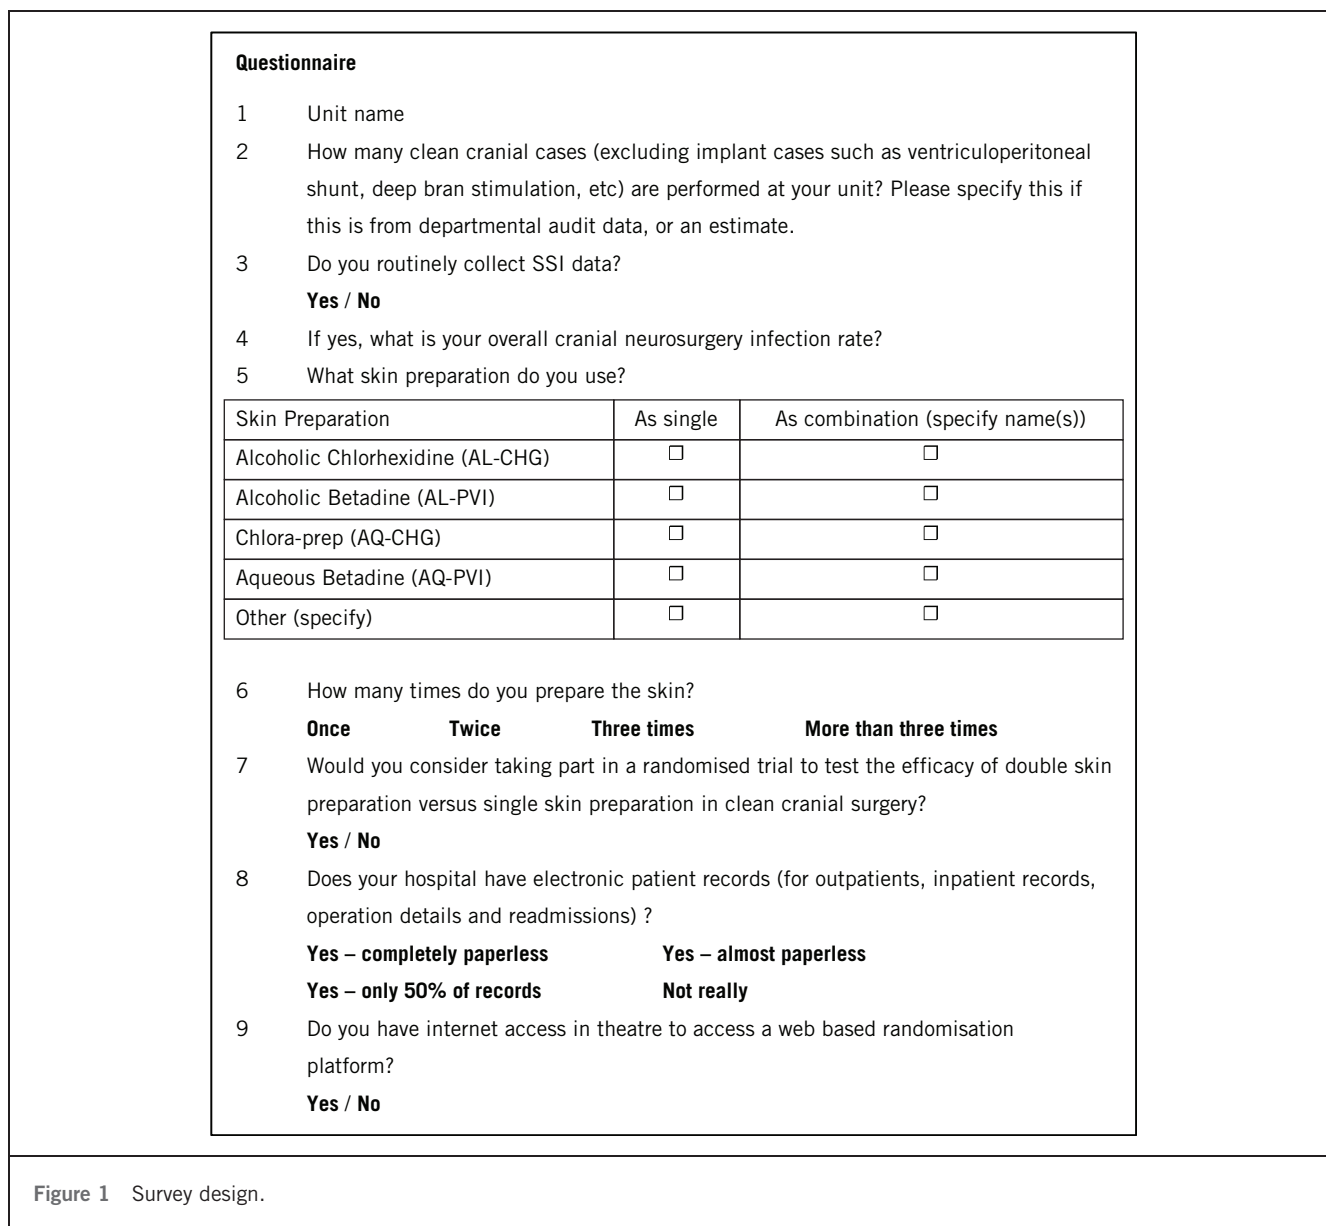 Questionnaire
1 Unit name
2 How many clean cranial cases (excluding implant cases such as ventriculoperitoneal
shunt, deep bran stimulation, etc) are performed at your unit? Please specify this if
this is from departmental audit data, or an estimate.
3 Do you routinely collect SSI data?
Yes / No
4 If yes, what is your overall cranial neurosurgery infection rate?
5 What skin preparation do you use?
Skin Preparation As single As combination (specify name(s))
Alcoholic Chlorhexidine (AL-CHG) ❒ ❒
Alcoholic Betadine (AL-PVI) ❒ ❒
Chlora-prep (AQ-CHG) ❒ ❒
Aqueous Betadine (AQ-PVI) ❒ ❒
Other (specify) ❒ ❒
6 How many times do you prepare the skin?
Once Twice Three times More than three times
7 Would you consider taking part in a randomised trial to test the efficacy of double skin
preparation versus single skin preparation in clean cranial surgery?
Yes / No
8 Does your hospital have electronic patient records (for outpatients, inpatient records,
operation details and readmissions) ?
Yes – completely paperless Yes – almost paperless
Yes – only 50% of records Not really
9 Do you have internet access in theatre to access a web based randomisation
platform?
Yes / No
Figure 1 Survey design.